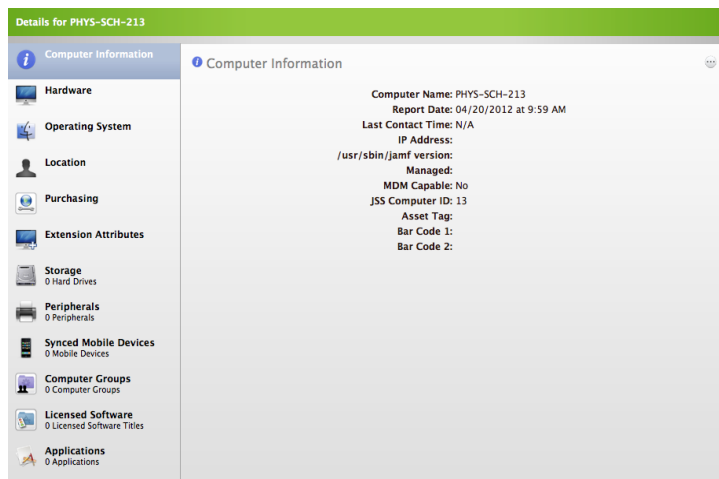 Details for PHYS-SCH-213
Computer Information
Hardware
Operating System
Location
Purchasing
Extension Attributes
Storage
0 Hard Drives
Peripherals
0 Peripherals
Synced Mobile Devices
0 Mobile Devices
Computer Groups
0 Computer Groups
Licensed Software
0 Licensed Software Titles
Applications
0 Applications
Computer Information
Computer Name: PHYS-SCH-213
Report Date: 04/20/2012 at 9:59 AM
Last Contact Time: N/A
IP Address:
/usr/sbin/jamf version:
Managed:
MDM Capable: No
JSS Computer ID: 13
Asset Tag:
Bar Code 1:
Bar Code 2: